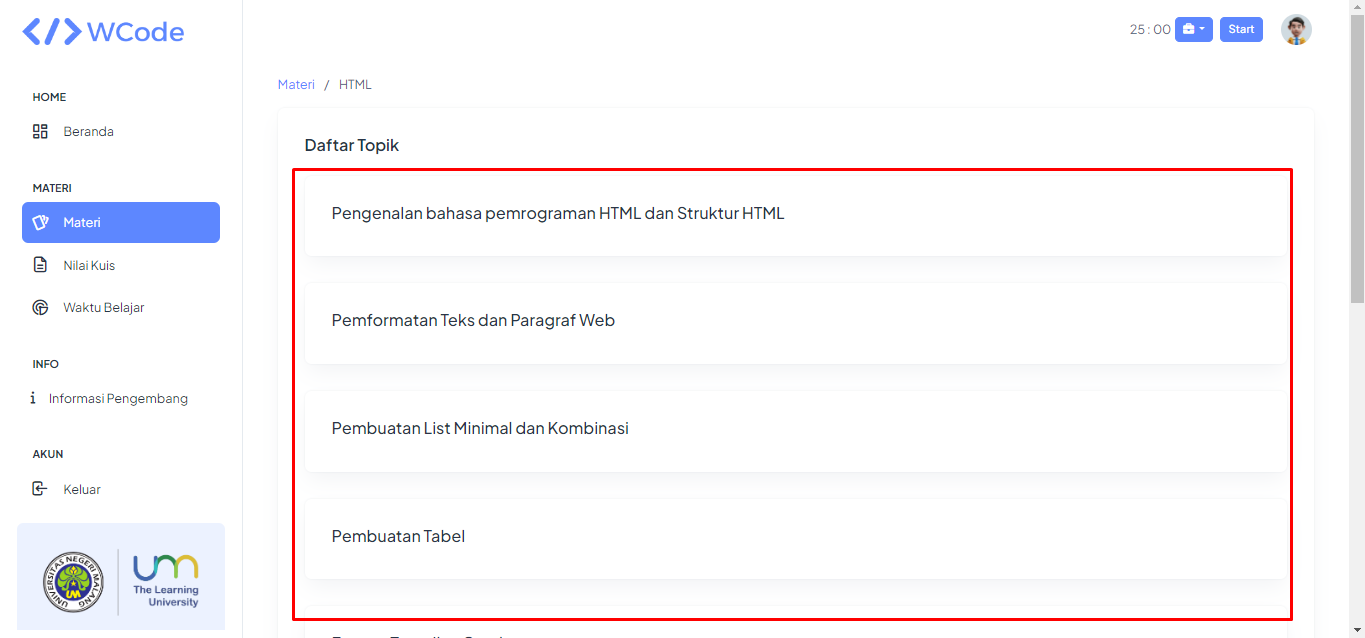 </>WCode
25:00
Start
HOME
Beranda
MATERI
Materi
Nilai Kuis
Waktu Belajar
INFO
Informasi Pengembang
AKUN
Keluar
UNIVERSITAS NEGERI MALANG
UM
um
The Learning
University
Materi / HTML
Daftar Topik
Pengenalan bahasa pemrograman HTML dan Struktur HTML
Pemformatan Teks dan Paragraf Web
Pembuatan List Minimal dan Kombinasi
Pembuatan Tabel